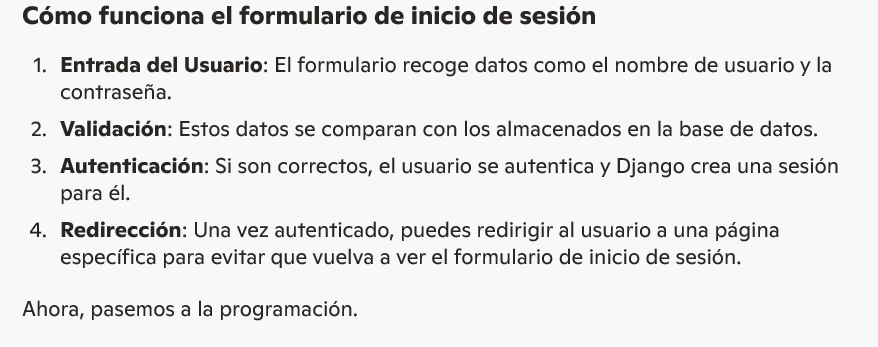 Cómo funciona el formulario de inicio de sesión
1. Entrada del Usuario: El formulario recoge datos como el nombre de usuario y la
contraseña.
2. Validación: Estos datos se comparan con los almacenados en la base de datos.
3. Autenticación: Si son correctos, el usuario se autentica y Django crea una sesión
para él.
4. Redirección: Una vez autenticado, puedes redirigir al usuario a una página
específica para evitar que vuelva a ver el formulario de inicio de sesión.
Ahora, pasemos a la programación.